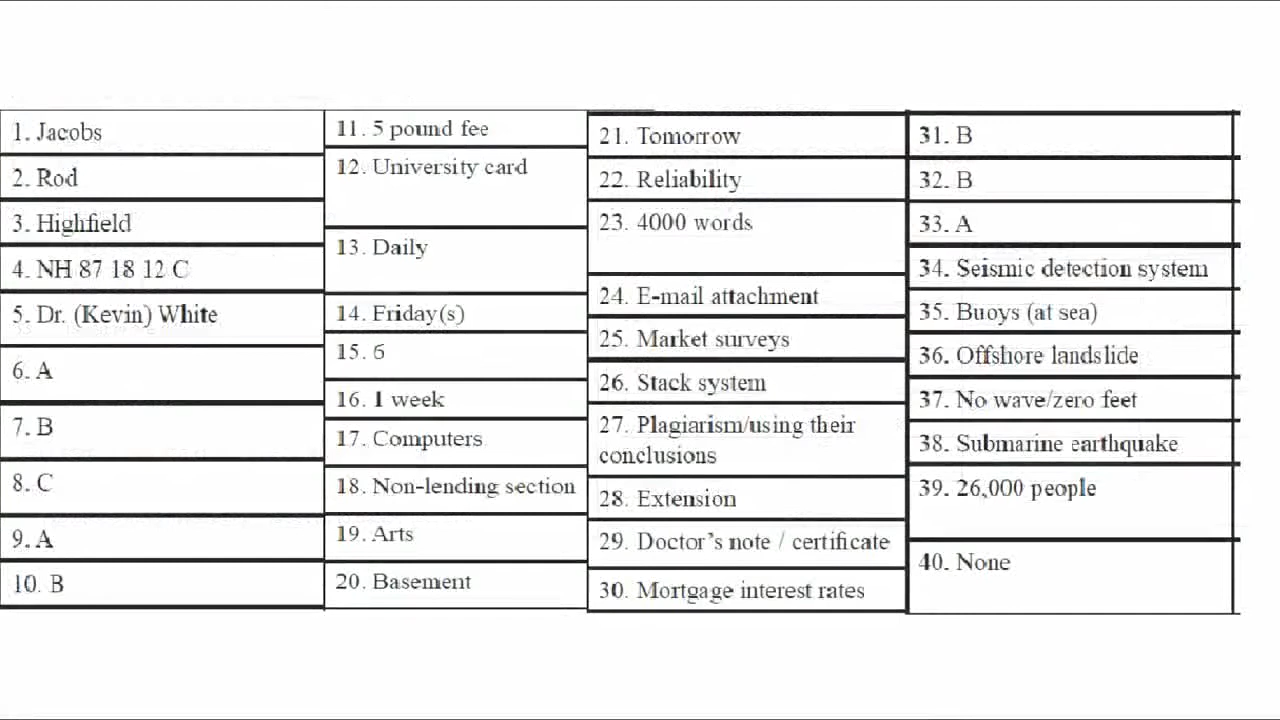 1. Jacobs
2. Rod
3. Highfield
4. NH 87 18 12 C
5. Dr. (Kevin) White
6. A
7. B
8. C
9. A
10. B
11. 5 pound fee
12. University card
13. Daily
14. Friday(s)
15. 6
16. 1 week
17. Computers
18. Non-lending section
19. Arts
20. Basement
21. Tomorrow
22. Reliability
23. 4000 words
24. E-mail attachment
25. Market surveys
26. Stack system
27. Plagiarism/using their
conclusions
28. Extension
29. Doctor's note / certificate
30. Mortgage interest rates
31. B
32. B
33. A
34. Seismic detection system
35. Buoys (at sea)
36. Offshore landslide
37. No wave/zero feet
38. Submarine earthquake
39. 26,000 people
40. None